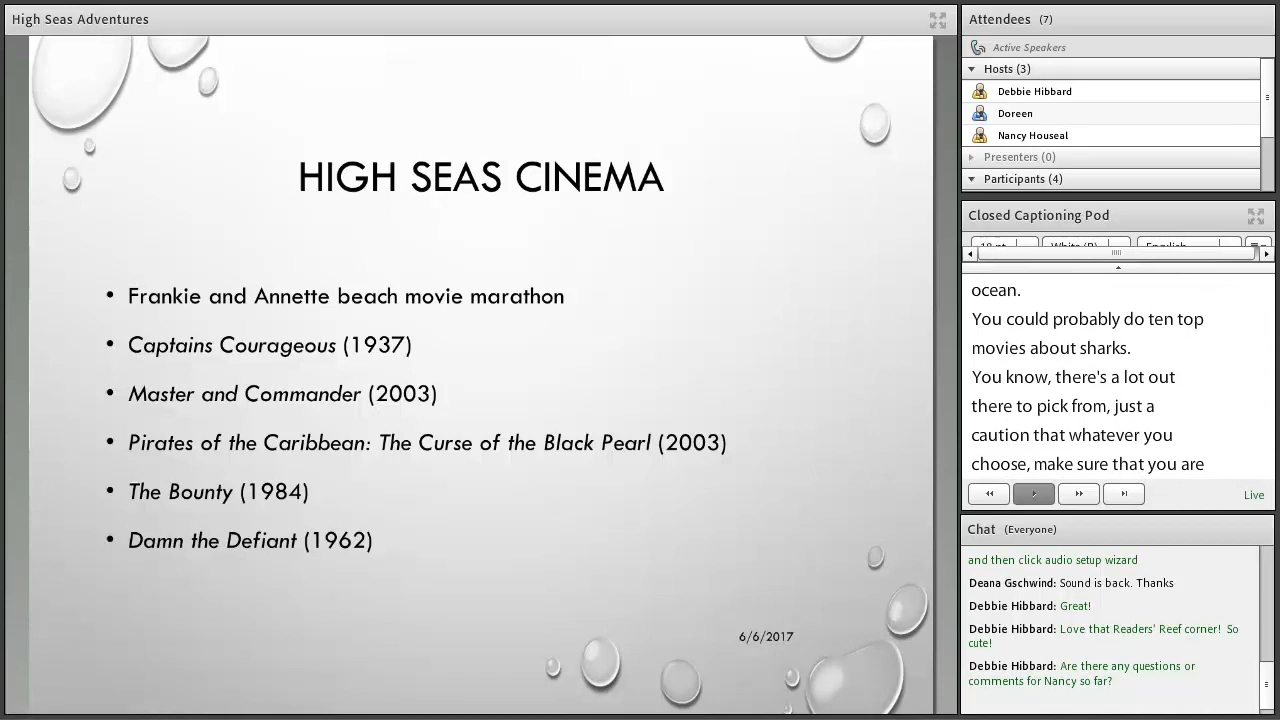 High Seas Adventures
HIGH SEAS CINEMA
• Frankie and Annette beach movie marathon
• Captains Courageous (1937)
• Master and Commander (2003)
• Pirates of the Caribbean: The Curse of the Black Pearl (2003)
• The Bounty (1984)
• Damn the Defiant (1962)
6/6/2017
Attendees (7)
Active Speakers
Hosts (3)
Debbie Hibbard
Doreen
Nancy Houseal
Presenters (0)
Participants (4)
Closed Captioning Pod
ocean.
You could probably do ten top
movies about sharks.
You know, there's a lot out
there to pick from, just a
caution that whatever you
choose, make sure that you are
Live
Chat (Everyone)
and then click audio setup wizard
Deana Gschwind: Sound is back. Thanks
Debbie Hibbard: Great!
Debbie Hibbard: Love that Readers' Reef corner! So
cute!
Debbie Hibbard: Are there any questions or
comments for Nancy so far?